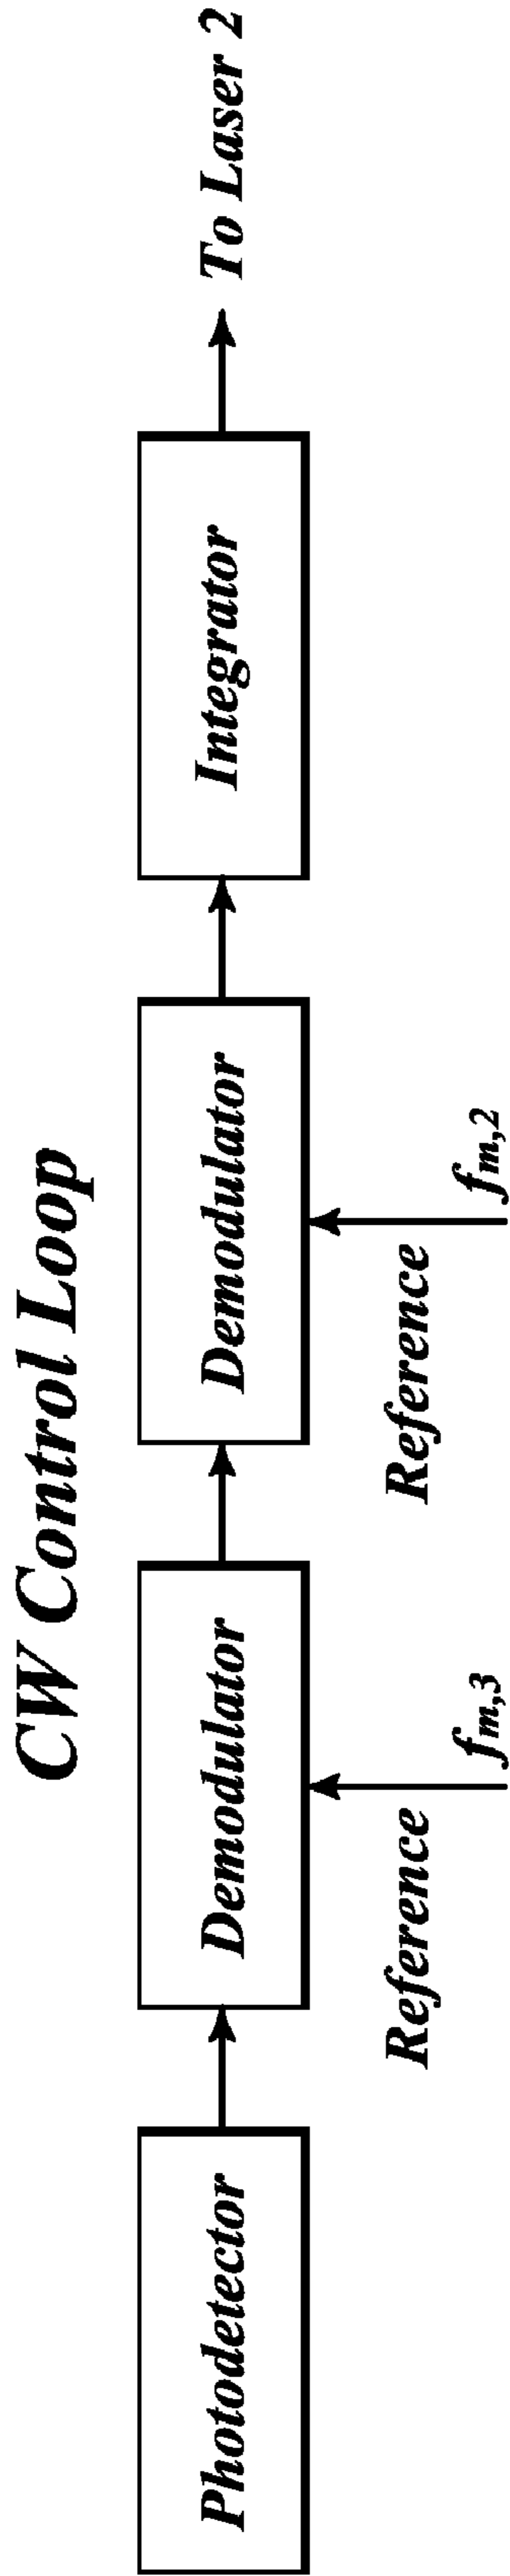 CW Control Loop
Photodetector
Demodulator
Demodulator
Integrator
To Laser 2
Reference
fm,3
Reference
fm,2